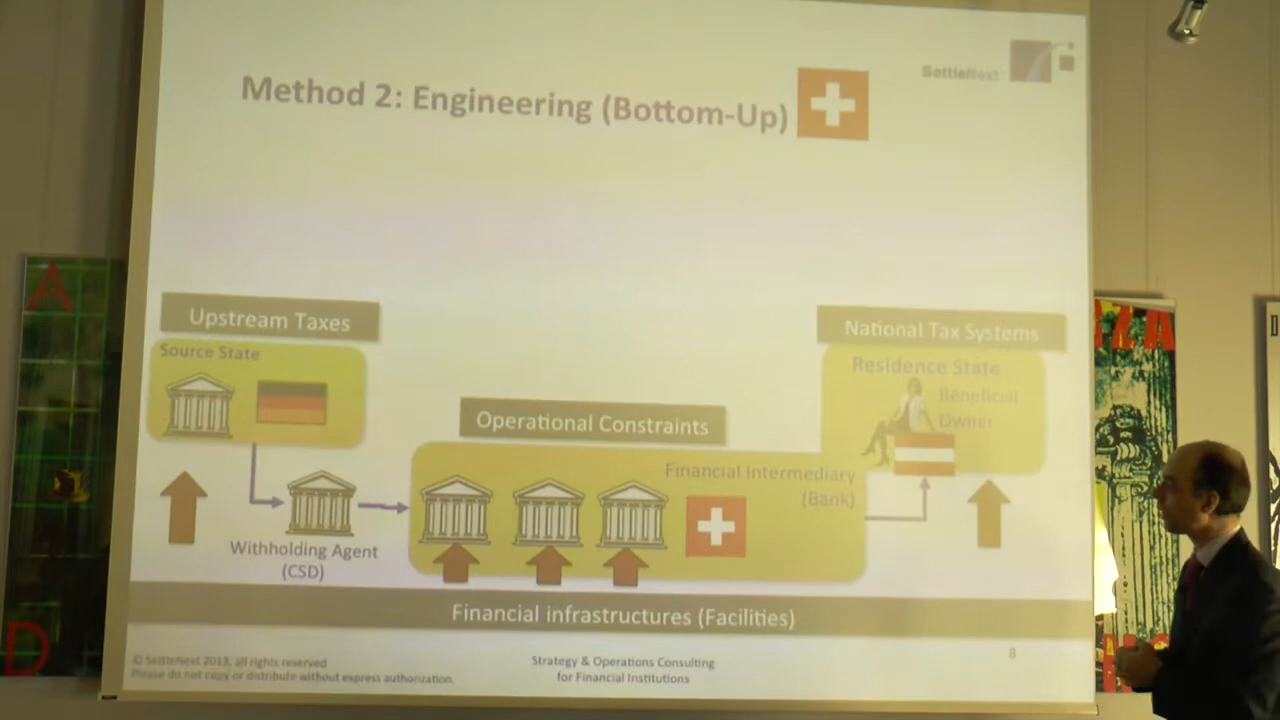 SettleNext
Method 2: Engineering (Bottom-Up)
Upstream Taxes
National Tax Systems
Source State
Residence State
Beneficial
Owner
Operational Constraints
Financial Intermediary
(Bank)
Withholding Agent
(CSD)
Financial infrastructures (Facilities)
© SettleNext 2013, all rights reserved
Please do not copy or distribute without express authorization.
Strategy & Operations Consulting
for Financial Institutions
8
A
D